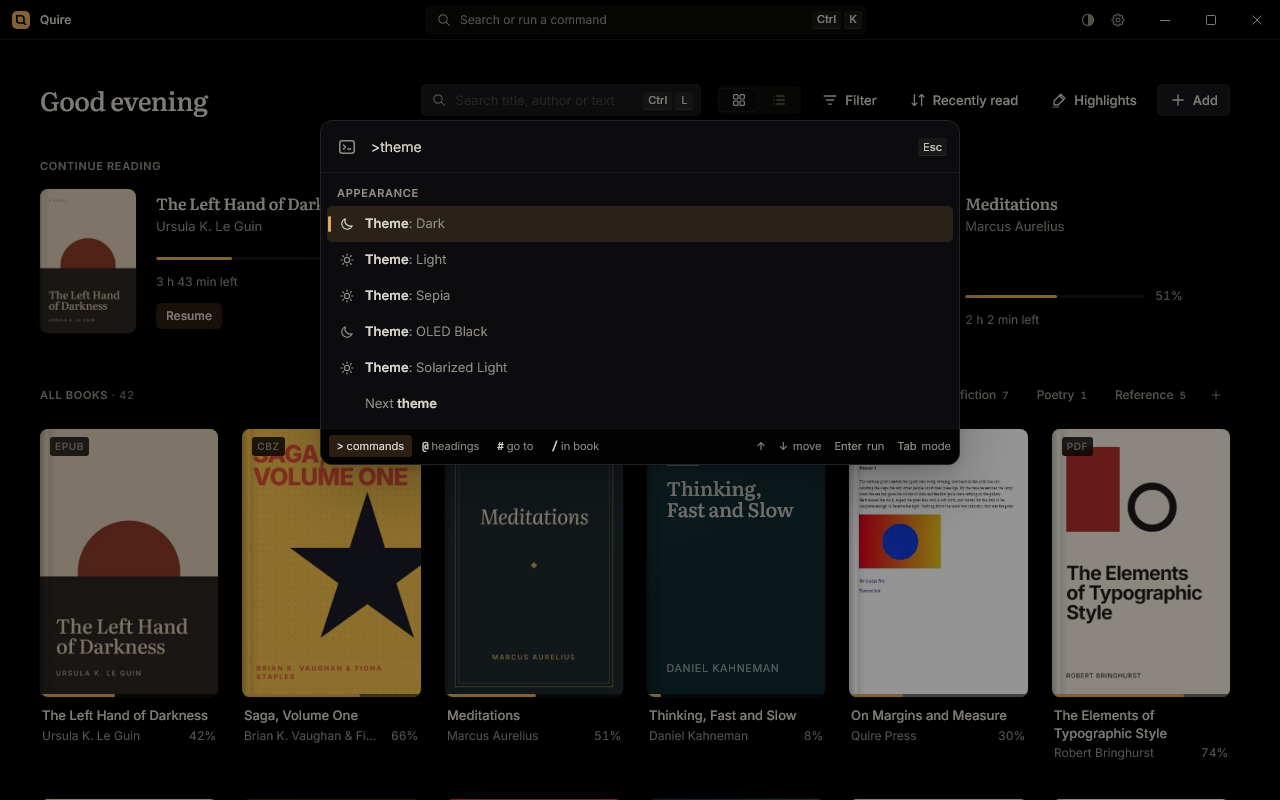 Quire
Search or run a command
Ctrl K
Good evening
Search title, author or text
Ctrl L
Filter
Recently read
Highlights
Add
>theme
Esc
APPEARANCE
Theme: Dark
Theme: Light
Theme: Sepia
Theme: OLED Black
Theme: Solarized Light
Next theme
> commands
@ headings
# go to
/ in book
↑ ↓ move
Enter run
Tab mode
CONTINUE READING
The Left Hand
of Darkness
URSULA K. LE GUIN
The Left Hand of Dark
Ursula K. Le Guin
3 h 43 min left
Resume
Meditations
Marcus Aurelius
51%
2 h 2 min left
ALL BOOKS · 42
fiction 7
Poetry 1
Reference 5
+
EPUB
The Left Hand
of Darkness
URSULA K. LE GUIN
The Left Hand of Darkness
Ursula K. Le Guin
42%
CBZ
SAGA,
VOLUME ONE
BRIAN K. VAUGHAN & FIONA
STAPLES
Saga, Volume One
Brian K. Vaughan & Fi...
66%
Meditations
MARCUS AURELIUS
Meditations
Marcus Aurelius
51%
Thinking,
Fast and Slow
DANIEL KAHNEMAN
Thinking, Fast and Slow
Daniel Kahneman
8%
On Margins and Measure
Quire Press
30%
PDF
The Elements
of Typographic
Style
ROBERT BRINGHURST
The Elements of
Typographic Style
Robert Bringhurst
74%